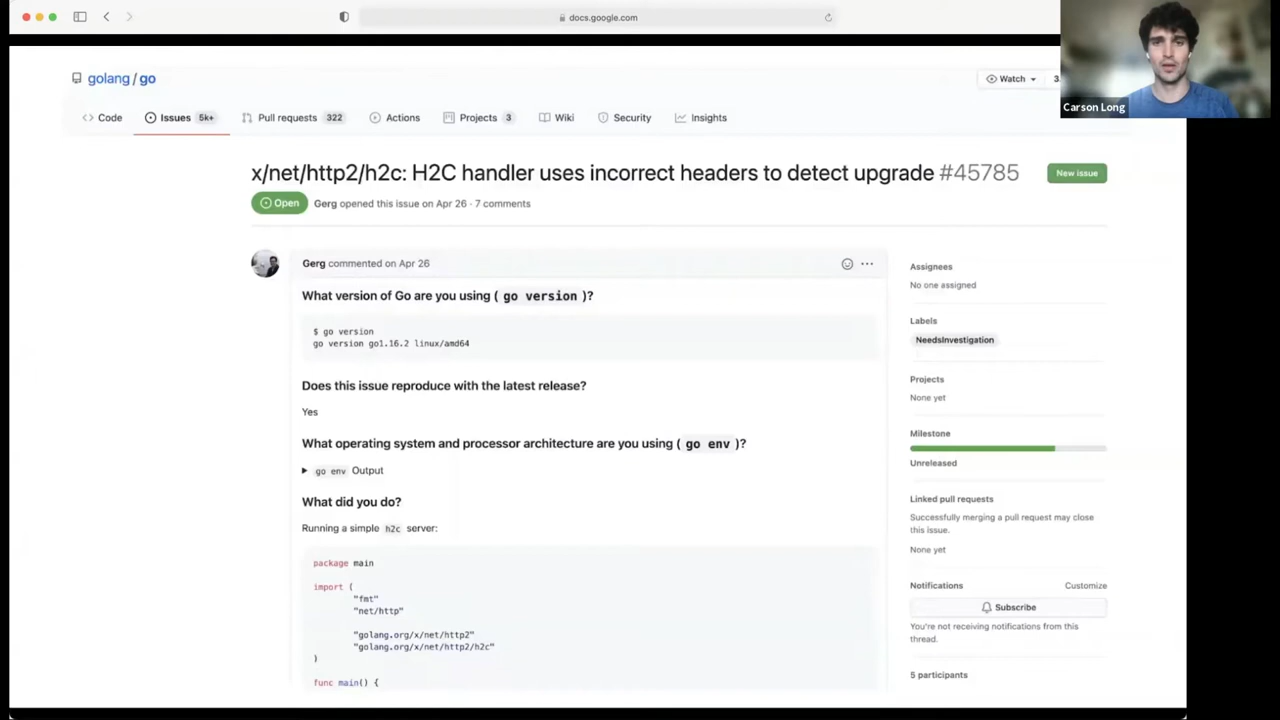 docs.google.com
golang / go
Watch
3
Carson Long
Code
Issues 5k+
Pull requests 322
Actions
Projects 3
Wiki
Security
Insights
x/net/http2/h2c: H2C handler uses incorrect headers to detect upgrade #45785
New issue
Open
Gerg opened this issue on Apr 26 · 7 comments
Gerg commented on Apr 26
What version of Go are you using ( go version )?
$ go version
go version go1.16.2 linux/amd64
Does this issue reproduce with the latest release?
Yes
What operating system and processor architecture are you using ( go env )?
go env Output
What did you do?
Running a simple h2c server:
package main
import (
"fmt"
"net/http"
"golang.org/x/net/http2"
"golang.org/x/net/http2/h2c"
)
func main() {
Assignees
No one assigned
Labels
NeedsInvestigation
Projects
None yet
Milestone
Unreleased
Linked pull requests
Successfully merging a pull request may close
this issue.
None yet
Notifications
Customize
Subscribe
You're not receiving notifications from this
thread.
5 participants